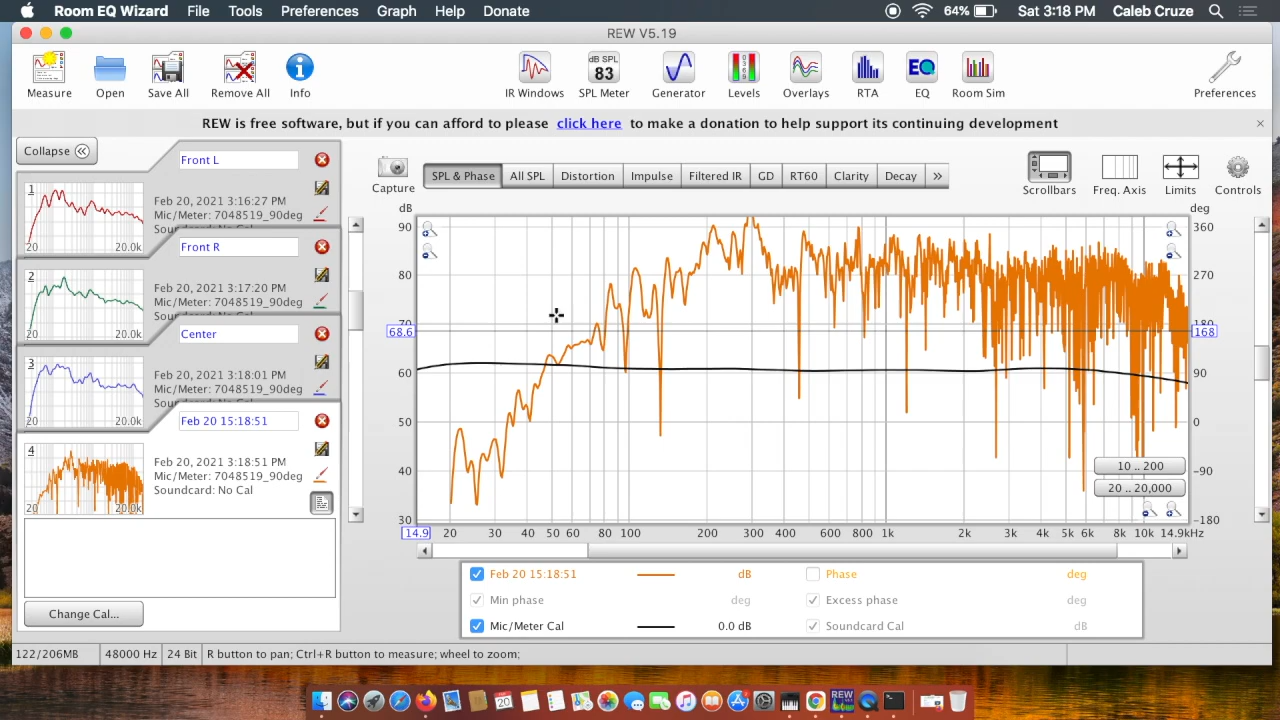 Room EQ Wizard File Tools Preferences Graph Help Donate 64% Sat 3:18 PM Caleb Cruze
REW V5.19
Measure Open Save All Remove All Info IR Windows dB SPL 83 SPL Meter Generator Levels Overlays RTA EQ EQ Room Sim Preferences
REW is free software, but if you can afford to please click here to make a donation to help support its continuing development
Collapse
Front L
1
Feb 20, 2021 3:16:27 PM
Mic/Meter: 7048519_90deg
Soundcard: No Cal
20 20.0k
Front R
2
Feb 20, 2021 3:17:20 PM
Mic/Meter: 7048519_90deg
20 20.0k
Center
3
Feb 20, 2021 3:18:01 PM
Mic/Meter: 7048519_90deg
20 20.0k
Feb 20 15:18:51
4
Feb 20, 2021 3:18:51 PM
Mic/Meter: 7048519_90deg
Soundcard: No Cal
20 20.0k
Change Cal...
Capture SPL & Phase All SPL Distortion Impulse Filtered IR GD RT60 Clarity Decay » Scrollbars Freq. Axis Limits Controls
dB deg
90 360
80 270
70 180
68.6 168
60 90
50 0
40 -90
30 -180
10 .. 200
20 .. 20,000
14.9 20 30 40 50 60 80 100 200 300 400 600 800 1k 2k 3k 4k 5k 6k 8k 10k 14.9kHz
Feb 20 15:18:51 dB Phase deg
Min phase deg Excess phase deg
Mic/Meter Cal 0.0 dB Soundcard Cal dB
122/206MB 48000 Hz 24 Bit R button to pan; Ctrl+R button to measure; wheel to zoom;
FEB
20
REW